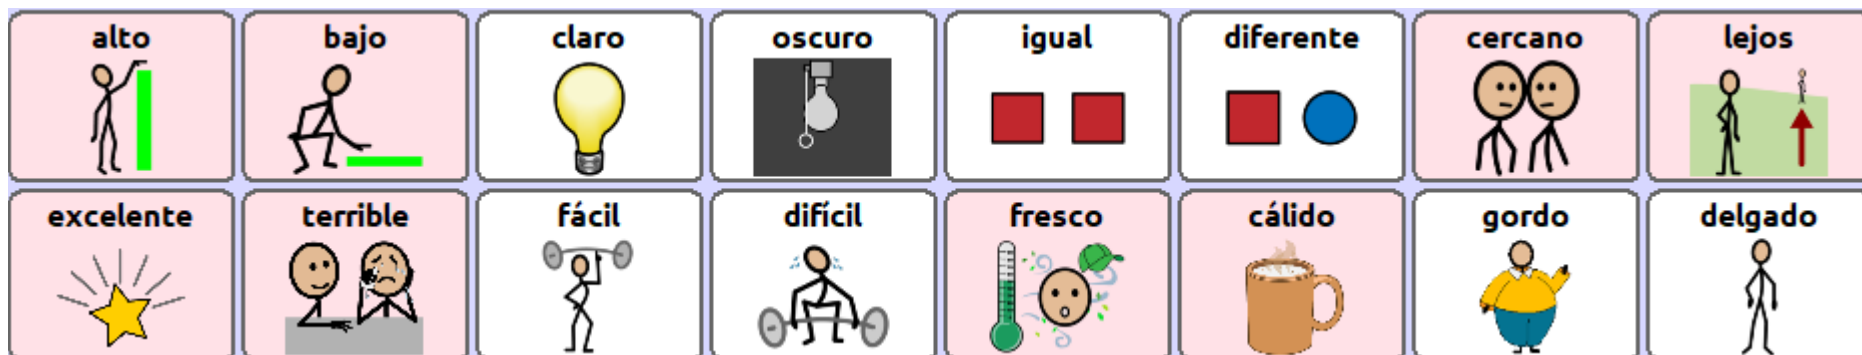 alto bajo claro oscuro igual diferente cercano lejos
excelente terrible fácil difícil fresco cálido gordo delgado